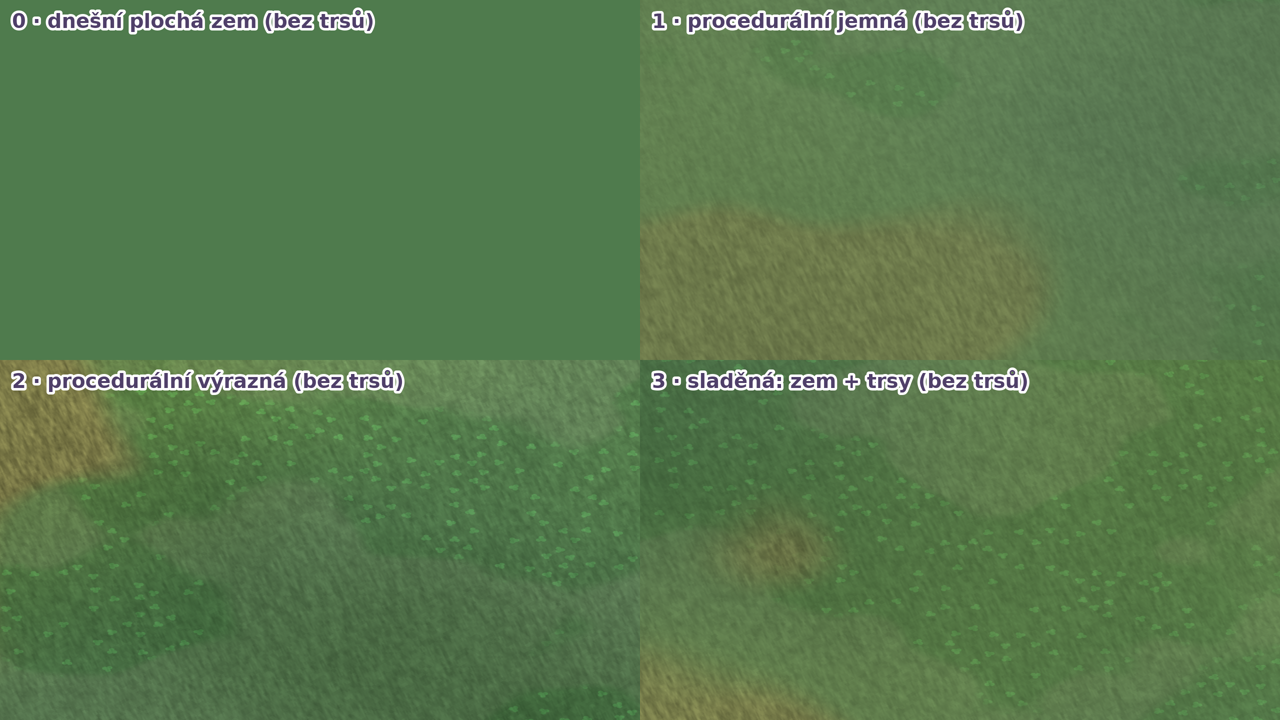 0 · dnešní plochá zem (bez trsů)
1 · procedurální jemná (bez trsů)
2 · procedurální výrazná (bez trsů)
3 · sladěná: zem + trsy (bez trsů)